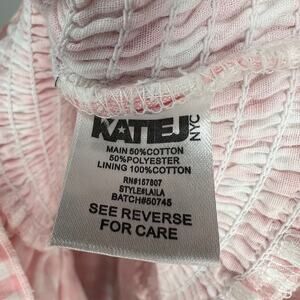 KATIEJ NYC
MAIN 50%COTTON
50%POLYESTER
LINING 100%COTTON
RN#157807
STYLE#LAILA
BATCH#50745
SEE REVERSE
FOR CARE